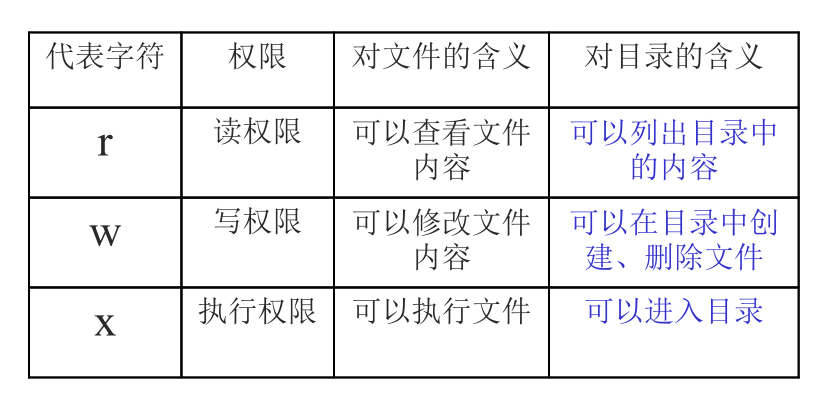 代表字符 权限 对文件的含义 对目录的含义
r 读权限 可以查看文件内容 可以列出目录中的内容
w 写权限 可以修改文件内容 可以在目录中创建、删除文件
x 执行权限 可以执行文件 可以进入目录